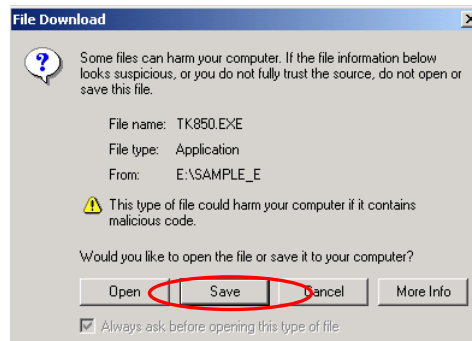 File Download
Some files can harm your computer. If the file information below
looks suspicious, or you do not fully trust the source, do not open or
save this file.
File name: TK850.EXE
File type: Application
From: E:\SAMPLE_E
This type of file could harm your computer if it contains
malicious code.
Would you like to open the file or save it to your computer?
Open Save Cancel More Info
Always ask before opening this type of file